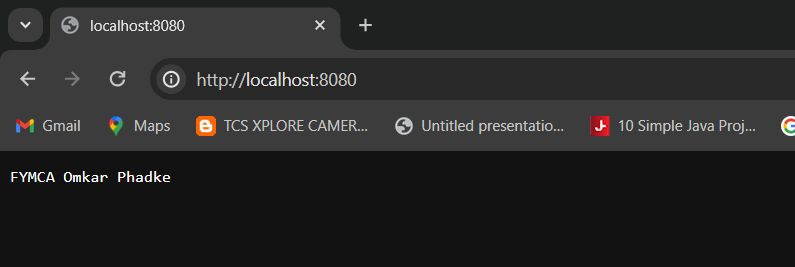 localhost:8080
http://localhost:8080
Gmail Maps TCS XPLORE CAMER... Untitled presentatio... 10 Simple Java Proj...
FYMCA Omkar Phadke